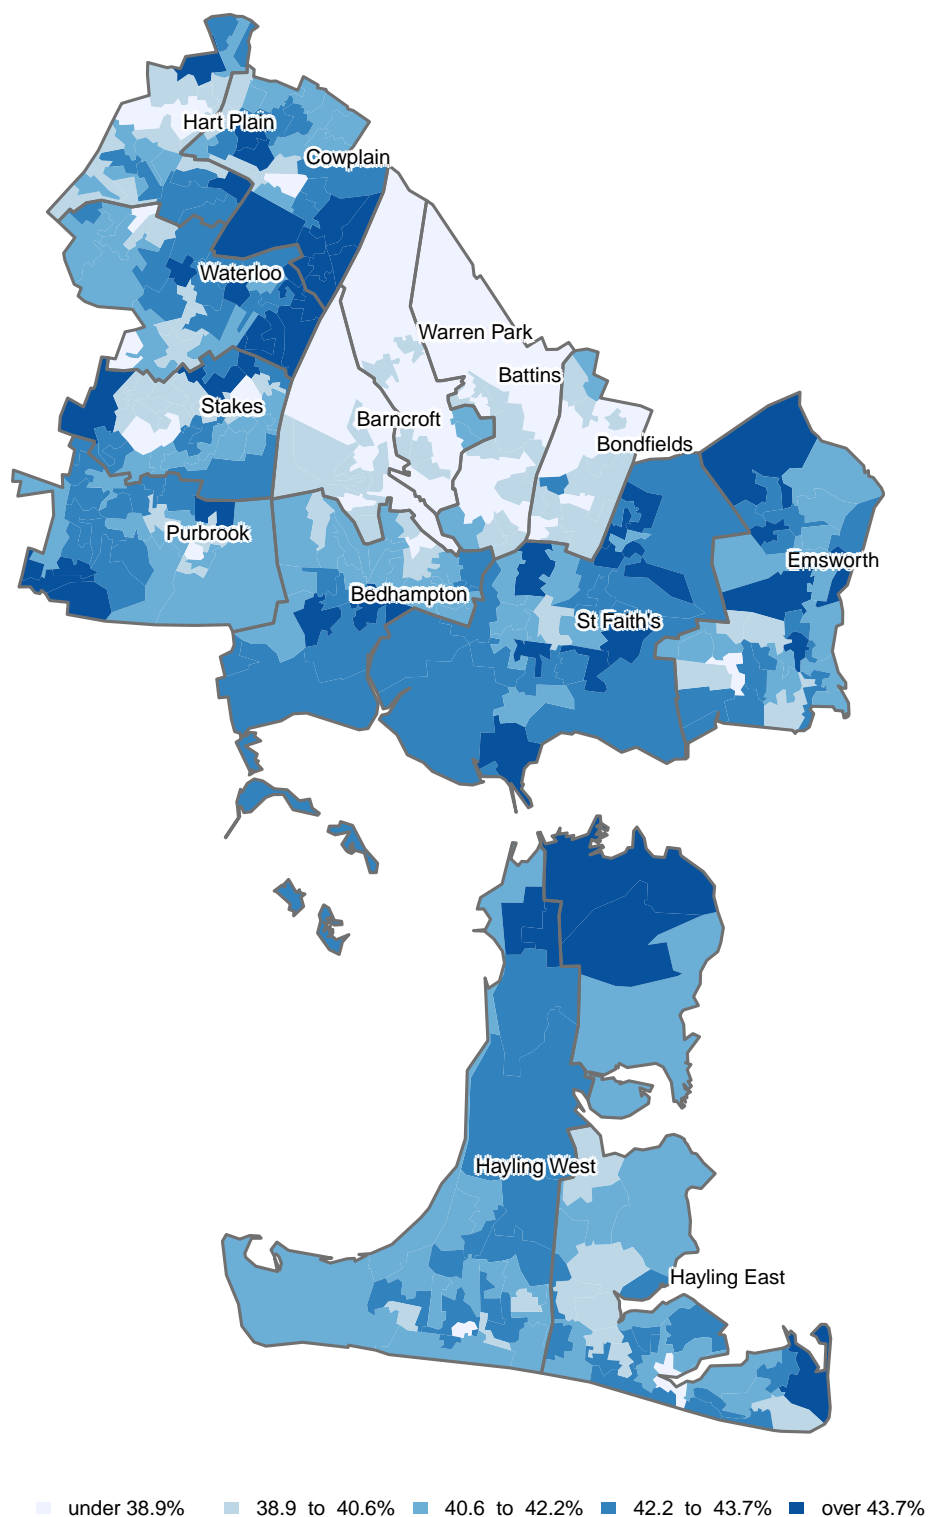 Hart Plain
Cowplain
Waterloo
Warren Park
Battins
Stakes
Barncroft
Bondfields
Purbrook
Emsworth
Bedhampton
St Faith's
Hayling West
Hayling East
under 38.9% 38.9 to 40.6% 40.6 to 42.2% 42.2 to 43.7% over 43.7%